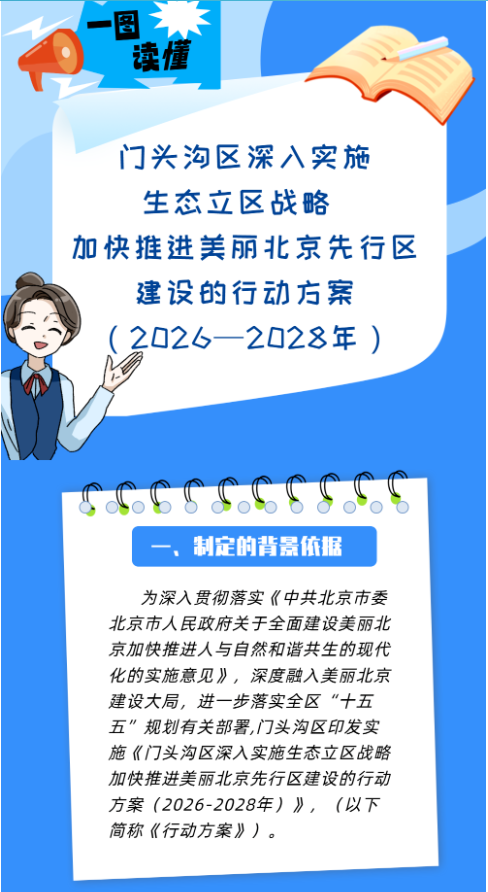 一图
读懂
门头沟区深入实施
生态立区战略
加快推进美丽北京先行区
建设的行动方案
（2026—2028年）
一、制定的背景依据
为深入贯彻落实《中共北京市委
北京市人民政府关于全面建设美丽北
京加快推进人与自然和谐共生的现代
化的实施意见》，深度融入美丽北京
建设大局，进一步落实全区“十五
五”规划有关部署,门头沟区印发实
施《门头沟区深入实施生态立区战略
加快推进美丽北京先行区建设的行动
方案（2026-2028年）》，（以下
简称《行动方案》）。